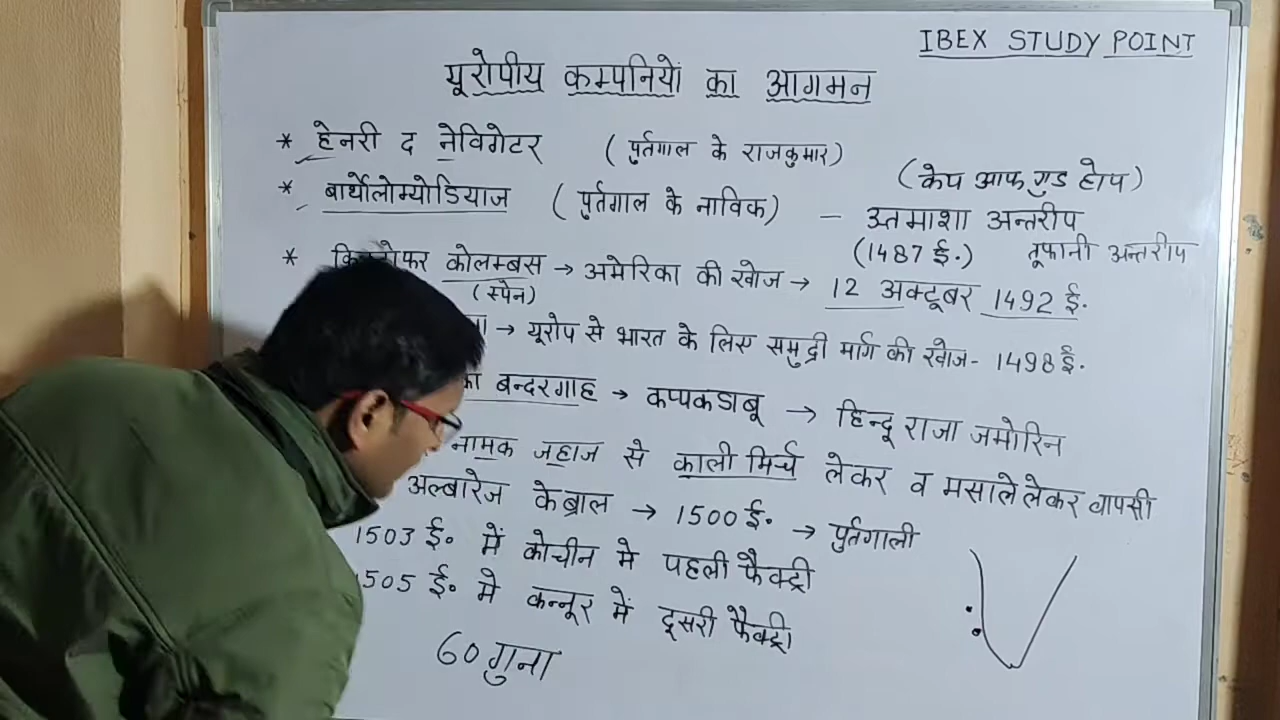 IBEX STUDY POINT
यूरोपीय कम्पनियों का आगमन
* हेनरी द नेविगेटर (पुर्तगाल के राजकुमार)
(केप आफ गुड होप)
* बार्थोलोम्योडियाज (पुर्तगाल के नाविक) – उत्तमाशा अन्तरीप
(1487 ई.) तूफानी अन्तरीप
* कोलम्बस → अमेरिका की खोज → 12 अक्टूबर 1492 ई.
(स्पेन)
→ यूरोप से भारत के लिए समुद्री मार्ग की खोज - 1498 ई.
का बन्दरगाह → कप्पकडाबू → हिन्दू राजा जमोरिन
नामक जहाज से काली मिर्च लेकर व मसाले लेकर वापसी
अल्बारेज केब्राल → 1500 ई. → पुर्तगाली
1503 ई. में कोचीन मे पहली फैक्ट्री
505 ई. मे कन्नूर में दूसरी फैक्ट्री
60 गुना